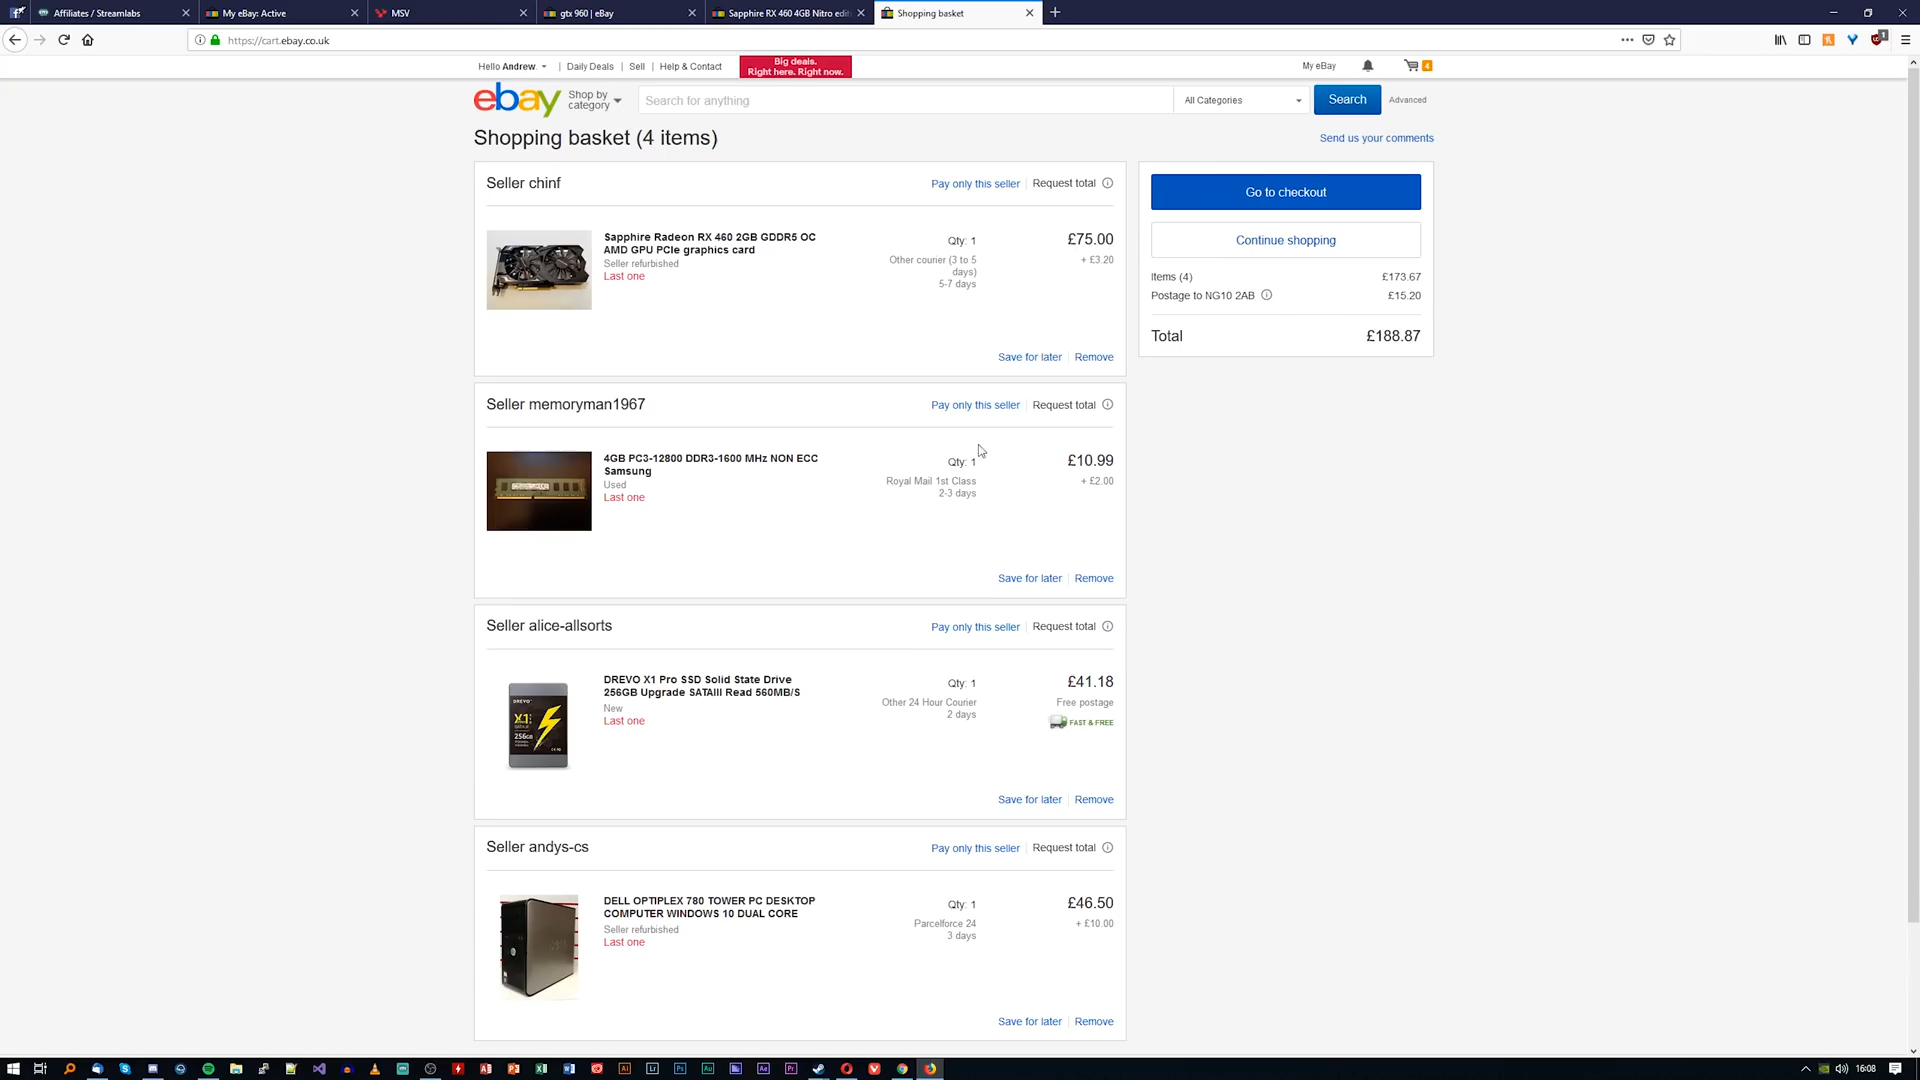 Affiliates / Streamlabs
My eBay: Active
MSV
gtx 960 | eBay
Sapphire RX 460 4GB Nitro edit
Shopping basket
https://cart.ebay.co.uk
1
Hello Andrew. | Daily Deals | Sell | Help & Contact
Big deals.
Right here. Right now.
My eBay
4
ebay
Shop by
category
Search for anything
All Categories
Search
Advanced
Shopping basket (4 items)
Send us your comments
Seller chinf
Pay only this seller | Request total
Sapphire Radeon RX 460 2GB GDDR5 OC
AMD GPU PCIe graphics card
Seller refurbished
Last one
Qty: 1
Other courier (3 to 5
days)
5-7 days
£75.00
+ £3.20
Save for later | Remove
Go to checkout
Continue shopping
Items (4) £173.67
Postage to NG10 2AB £15.20
Total £188.87
Seller memoryman1967
Pay only this seller | Request total
4GB PC3-12800 DDR3-1600 MHz NON ECC
Samsung
Used
Last one
Qty: 1
Royal Mail 1st Class
2-3 days
£10.99
+ £2.00
Save for later | Remove
Seller alice-allsorts
Pay only this seller | Request total
DREVO
X1
256GB
DREVO X1 Pro SSD Solid State Drive
256GB Upgrade SATAIII Read 560MB/S
New
Last one
Qty: 1
Other 24 Hour Courier
2 days
£41.18
Free postage
FAST & FREE
Save for later | Remove
Seller andys-cs
Pay only this seller | Request total
DELL OPTIPLEX 780 TOWER PC DESKTOP
COMPUTER WINDOWS 10 DUAL CORE
Seller refurbished
Last one
Qty: 1
Parcelforce 24
3 days
£46.50
+ £10.00
Save for later | Remove
16:08